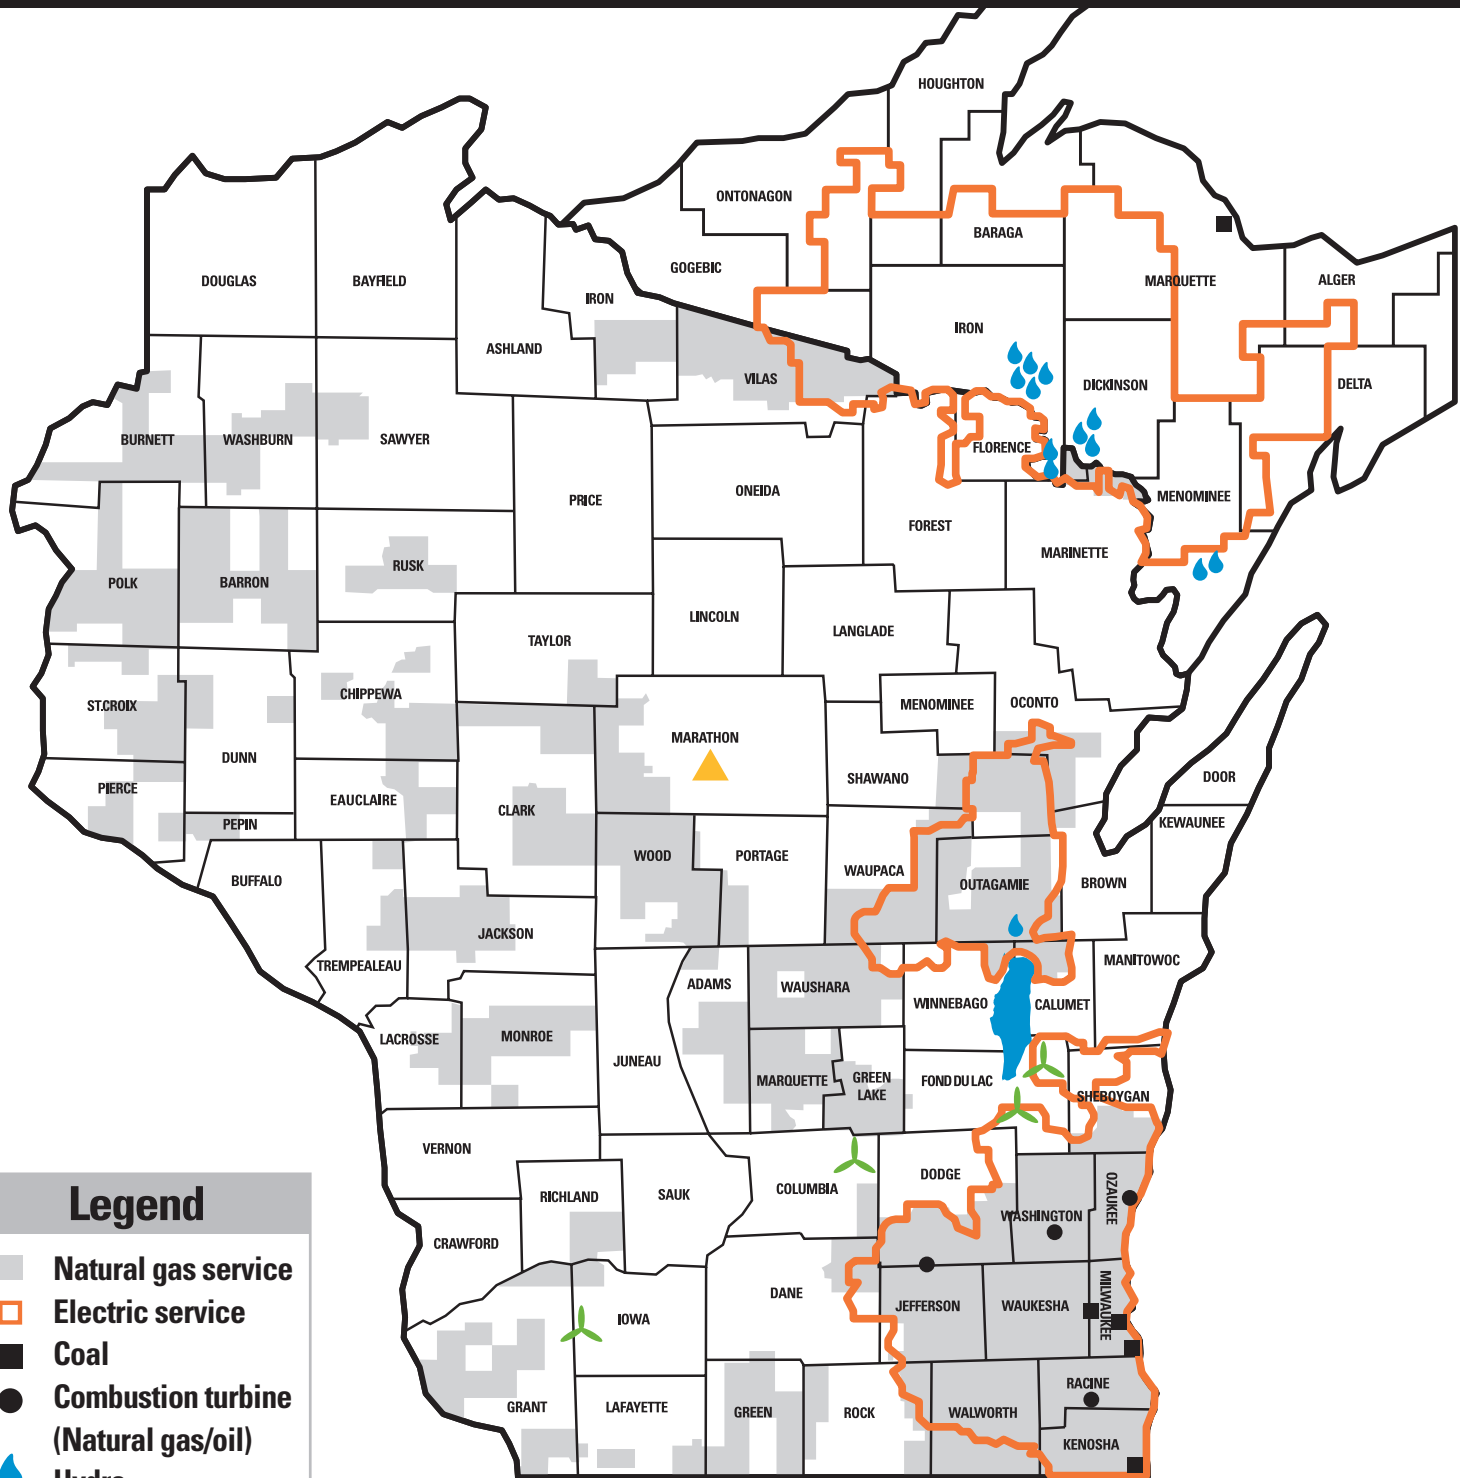 HOUGHTON
ONTONAGON
BARAGA
GOGEBIC
MARQUETTE
ALGER
DOUGLAS
BAYFIELD
IRON
IRON
ASHLAND
VILAS
DICKINSON
DELTA
BURNETT
WASHBURN
SAWYER
FLORENCE
PRICE
ONEIDA
MENOMINEE
FOREST
MARINETTE
RUSK
POLK
BARRON
LINCOLN
LANGLADE
TAYLOR
CHIPPEWA
MENOMINEE
OCONTO
ST.CROIX
MARATHON
DUNN
SHAWANO
DOOR
PIERCE
EAUCLAIRE
CLARK
PEPIN
KEWAUNEE
WOOD
PORTAGE
WAUPACA
BUFFALO
OUTAGAMIE
BROWN
JACKSON
TREMPEALEAU
MANITOWOC
ADAMS
WAUSHARA
WINNEBAGO
CALUMET
LACROSSE
MONROE
JUNEAU
MARQUETTE
GREEN
LAKE
FOND DU LAC
SHEBOYGAN
VERNON
RICHLAND
SAUK
COLUMBIA
DODGE
OZAUKEE
WASHINGTON
CRAWFORD
DANE
IOWA
JEFFERSON
WAUKESHA
MILWAUKEE
RACINE
GRANT
LAFAYETTE
GREEN
ROCK
WALWORTH
KENOSHA
Legend
Natural gas service
Electric service
Coal
Combustion turbine
(Natural gas/oil)
Hydro